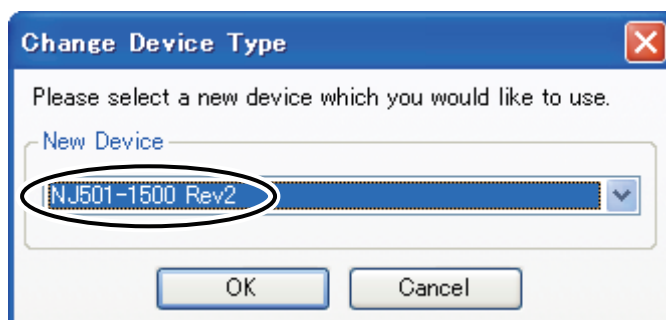 Change Device Type
Please select a new device which you would like to use.
New Device
NJ501-1500 Rev2
OK Cancel